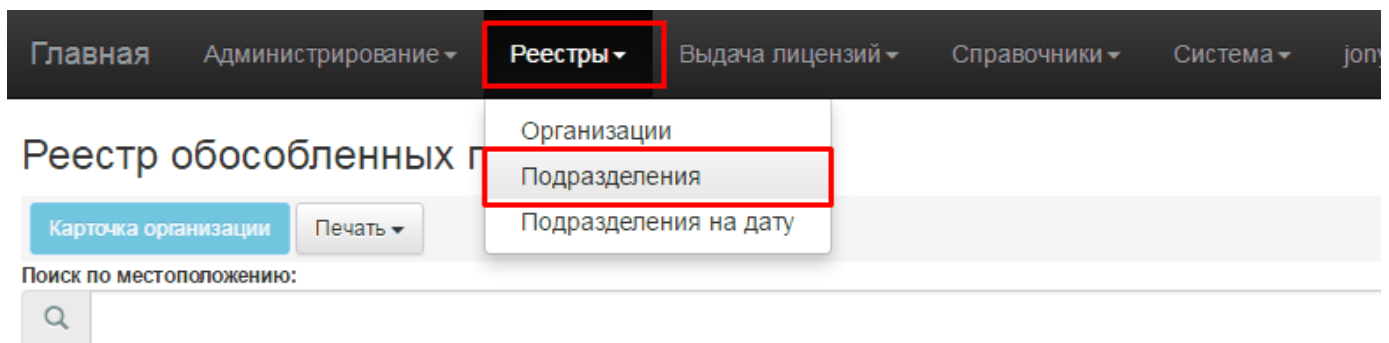 Главная Администрирование Реестры Выдача лицензий Справочники Система jony
Организации
Реестр обособленных п
Подразделения
Карточка организации Печать Подразделения на дату
Поиск по местоположению: